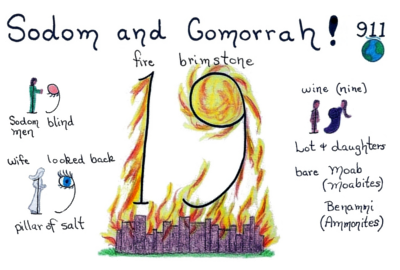 Sodom and Gomorrah! 911
fire brimstone
19
Sodom blind
men
wife looked back
pillar of salt
wine (nine)
Lot + daughters
bare Moab
(Moabites)
Benammi
(Ammonites)